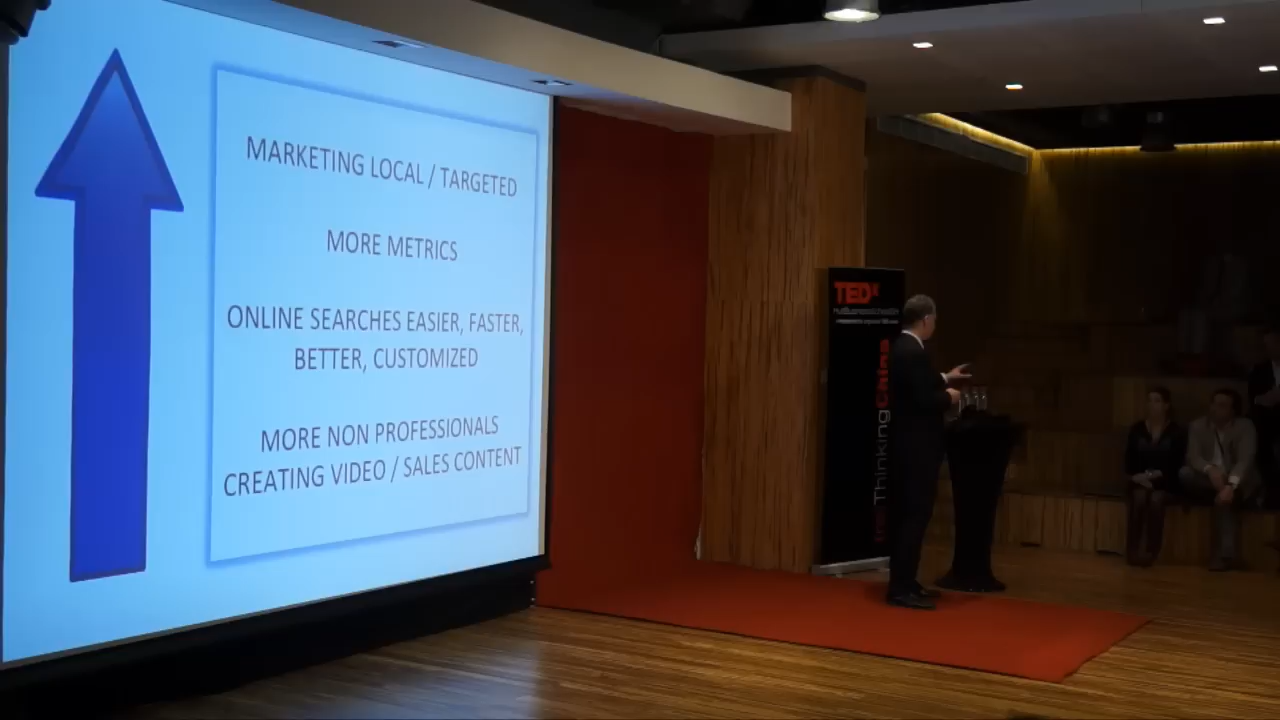 MARKETING LOCAL / TARGETED
MORE METRICS
ONLINE SEARCHES EASIER, FASTER,
BETTER, CUSTOMIZED
MORE NON PROFESSIONALS
CREATING VIDEO / SALES CONTENT
TEDx
ThinkingChina